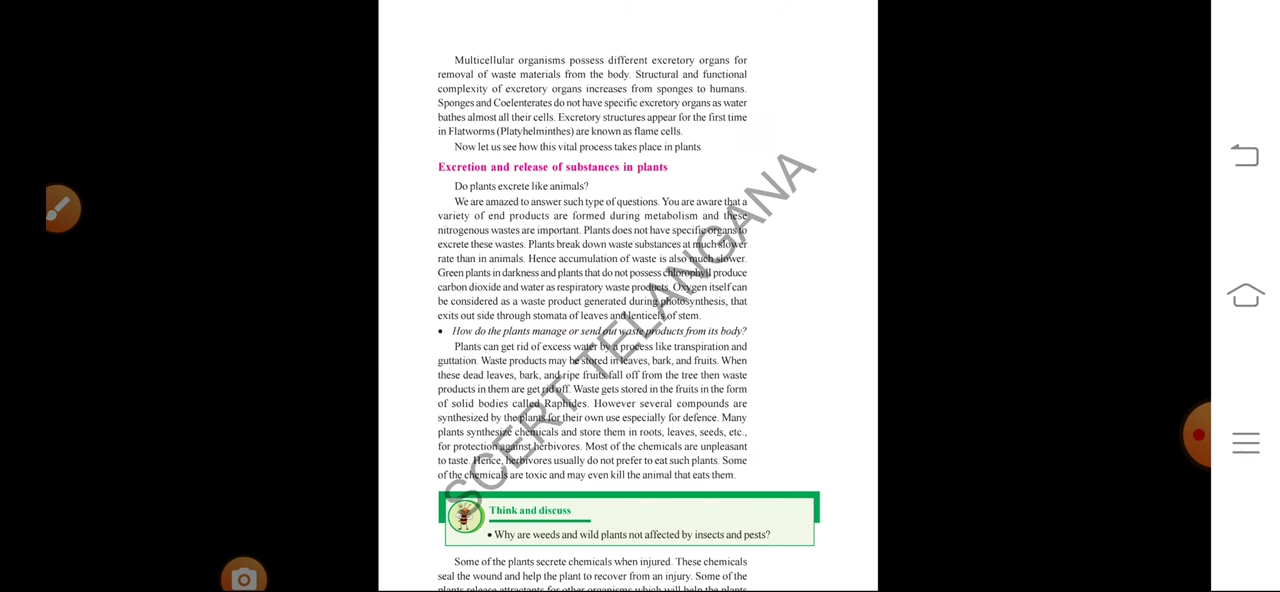 Multicellular organisms possess different excretory organs for
removal of waste materials from the body. Structural and functional
complexity of excretory organs increases from sponges to humans.
Sponges and Coelenterates do not have specific excretory organs as water
bathes almost all their cells. Excretory structures appear for the first time
in Flatworms (Platyhelminthes) are known as flame cells.
Now let us see how this vital process takes place in plants
Excretion and release of substances in plants
Do plants excrete like animals?
We are amazed to answer such type of questions. You are aware that a
variety of end products are formed during metabolism and these
nitrogenous wastes are important. Plants does not have specific organs to
excrete these wastes. Plants break down waste substances at much slower
rate than in animals. Hence accumulation of waste is also much slower.
Green plants in darkness and plants that do not possess chlorophyll produce
carbon dioxide and water as respiratory waste products. Oxygen itself can
be considered as a waste product generated during photosynthesis, that
exits out side through stomata of leaves and lenticels of stem.
• How do the plants manage or send out waste products from its body?
Plants can get rid of excess water by a process like transpiration and
guttation. Waste products may be stored in leaves, bark, and fruits. When
these dead leaves, bark, and ripe fruits fall off from the tree then waste
products in them are get rid off. Waste gets stored in the fruits in the form
of solid bodies called Raphides. However several compounds are
synthesized by the plants for their own use especially for defence. Many
plants synthesize chemicals and store them in roots, leaves, seeds, etc.,
for protection against herbivores. Most of the chemicals are unpleasant
to taste. Hence, herbivores usually do not prefer to eat such plants. Some
of the chemicals are toxic and may even kill the animal that eats them.
SCERT TELANGANA
Think and discuss
• Why are weeds and wild plants not affected by insects and pests?
Some of the plants secrete chemicals when injured. These chemicals
seal the wound and help the plant to recover from an injury. Some of the
plants release attractants for other organisms which will help the plants